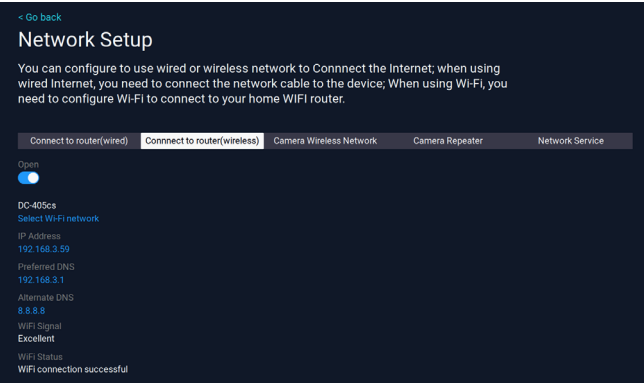 < Go back
Network Setup
You can configure to use wired or wireless network to Connnect the Internet; when using
wired Internet, you need to connect the network cable to the device; When using Wi-Fi, you
need to configure Wi-Fi to connect to your home WIFI router.
Connect to router(wired) Connnect to router(wireless) Camera Wireless Network Camera Repeater Network Service
Open
DC-405cs
Select Wi-Fi network
IP Address
192.168.3.59
Preferred DNS
192.168.3.1
Alternate DNS
8.8.8.8
WiFi Signal
Excellent
WiFi Status
WiFi connection successful